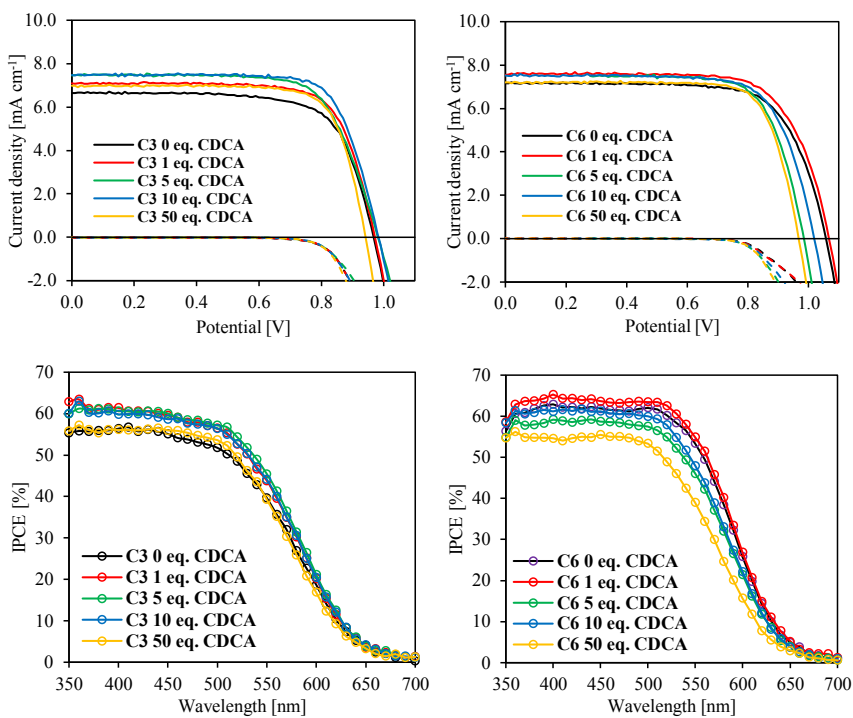 10.0
8.0
6.0
4.0
2.0
0.0
-2.0
0.0
0.2
0.4
0.6
0.8
1.0
Current density [mA cm⁻¹]
Potential [V]
C3 0 eq. CDCA
C3 1 eq. CDCA
C3 5 eq. CDCA
C3 10 eq. CDCA
C3 50 eq. CDCA
10.0
8.0
6.0
4.0
2.0
0.0
-2.0
0.0
0.2
0.4
0.6
0.8
1.0
Current density [mA cm⁻¹]
Potential [V]
C6 0 eq. CDCA
C6 1 eq. CDCA
C6 5 eq. CDCA
C6 10 eq. CDCA
C6 50 eq. CDCA
70
60
50
40
30
20
10
0
350
400
450
500
550
600
650
700
IPCE [%]
Wavelength [nm]
C3 0 eq. CDCA
C3 1 eq. CDCA
C3 5 eq. CDCA
C3 10 eq. CDCA
C3 50 eq. CDCA
70
60
50
40
30
20
10
0
350
400
450
500
550
600
650
700
IPCE [%]
Wavelength [nm]
C6 0 eq. CDCA
C6 1 eq. CDCA
C6 5 eq. CDCA
C6 10 eq. CDCA
C6 50 eq. CDCA